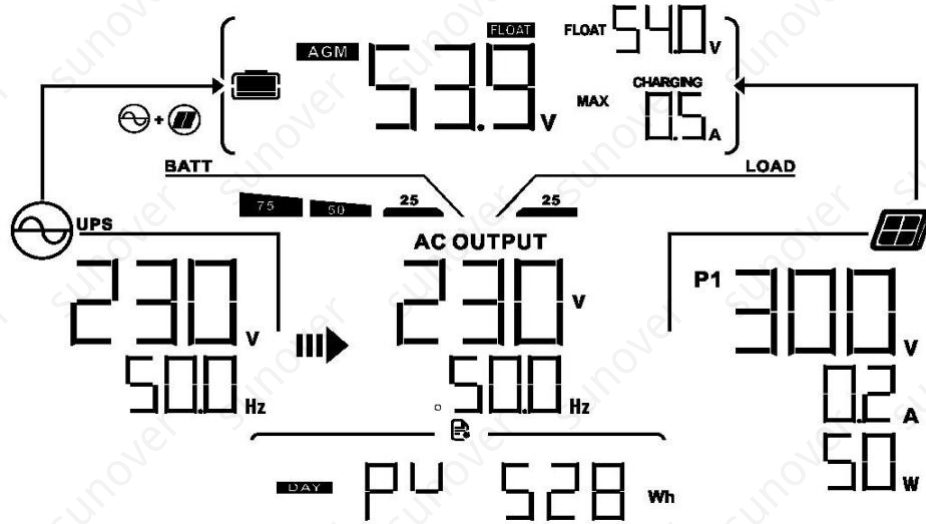 AGM 53.9 V FLOAT
FLOAT 54.0 V
MAX CHARGING 0.5 A
BATT
LOAD
75 50 25
25
UPS
AC OUTPUT
230 V
50.0 Hz
230 V
50.0 Hz
P1 300 V
0.2 A
50 W
DAY PV 528 Wh
sunover